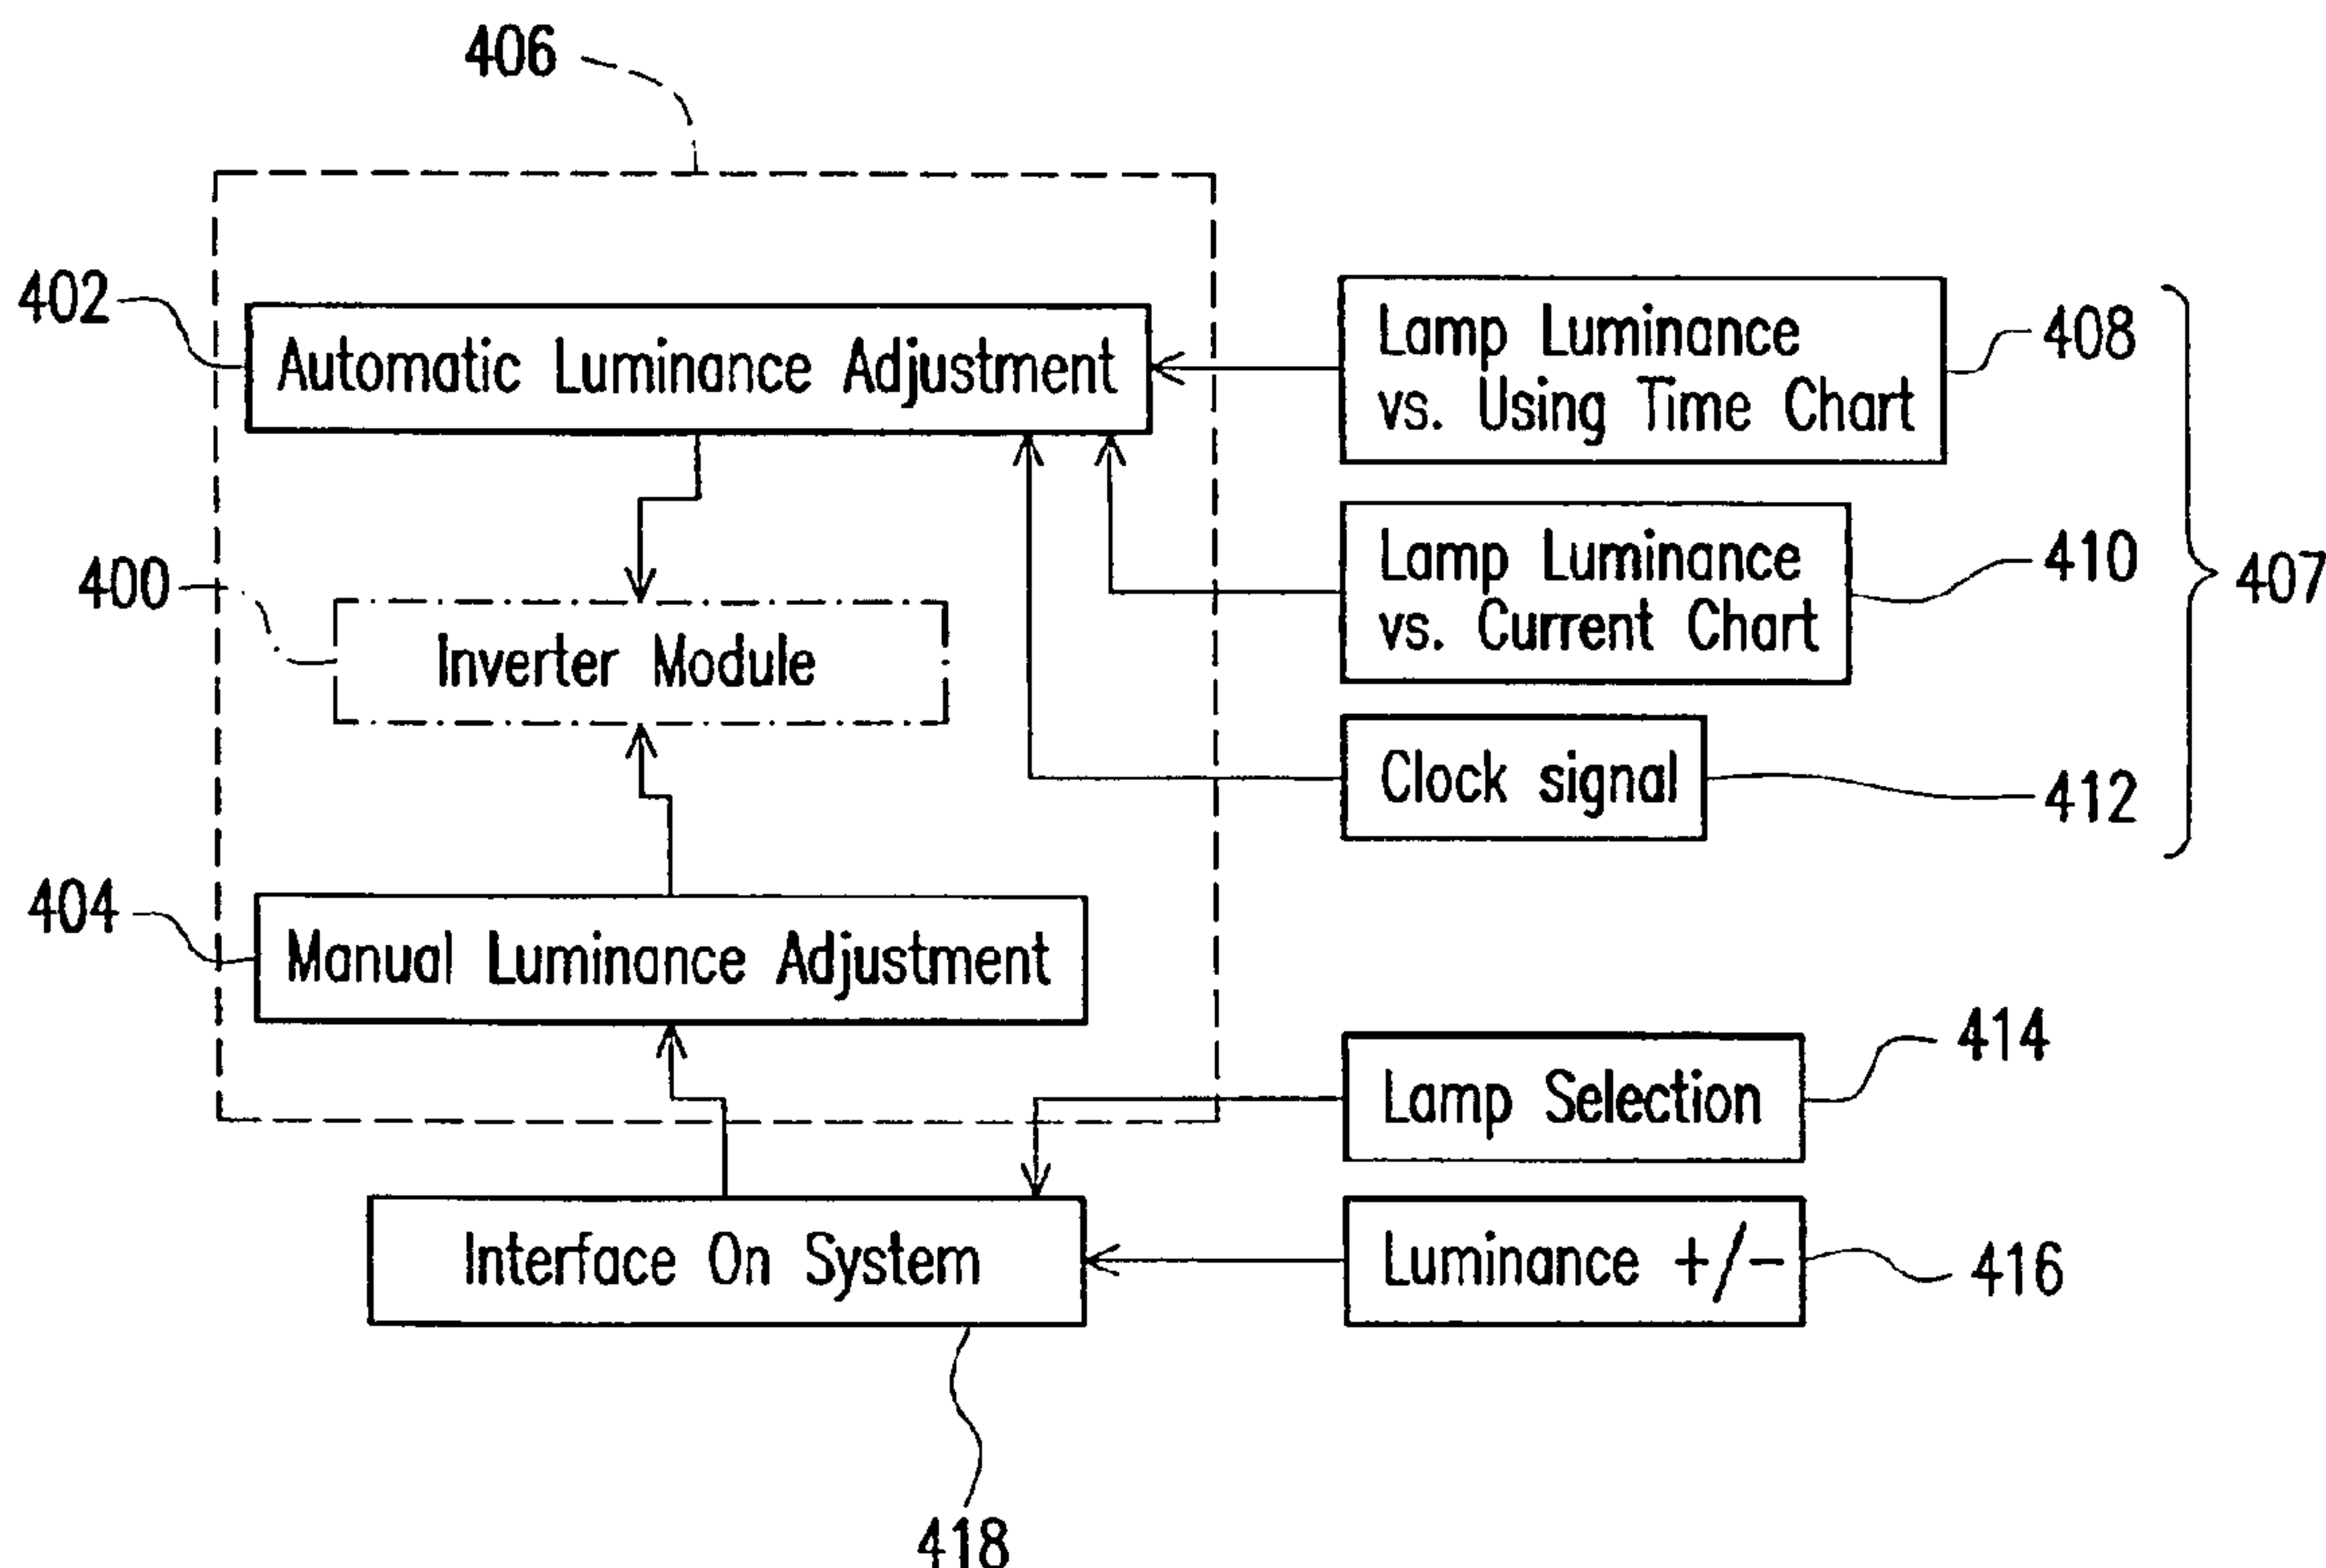 406
402
Automatic Luminance Adjustment
Lamp Luminance
vs. Using Time Chart
408
400
Inverter Module
Lamp Luminance
vs. Current Chart
410
407
Clock signal
412
404
Manual Luminance Adjustment
Lamp Selection
414
Interface On System
Luminance +/-
416
418